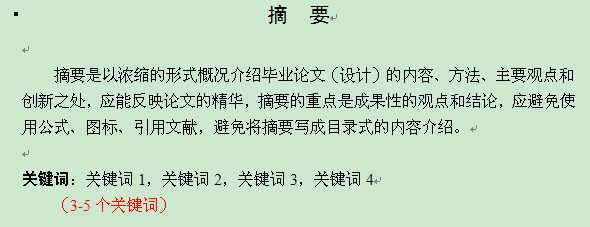 摘 要
摘要是以浓缩的形式概况介绍毕业论文（设计）的内容、方法、主要观点和
创新之处，应能反映论文的精华，摘要的重点是成果性的观点和结论，应避免使
用公式、图标、引用文献，避免将摘要写成目录式的内容介绍。
关键词：关键词 1，关键词 2，关键词 3，关键词 4
（3-5 个关键词）